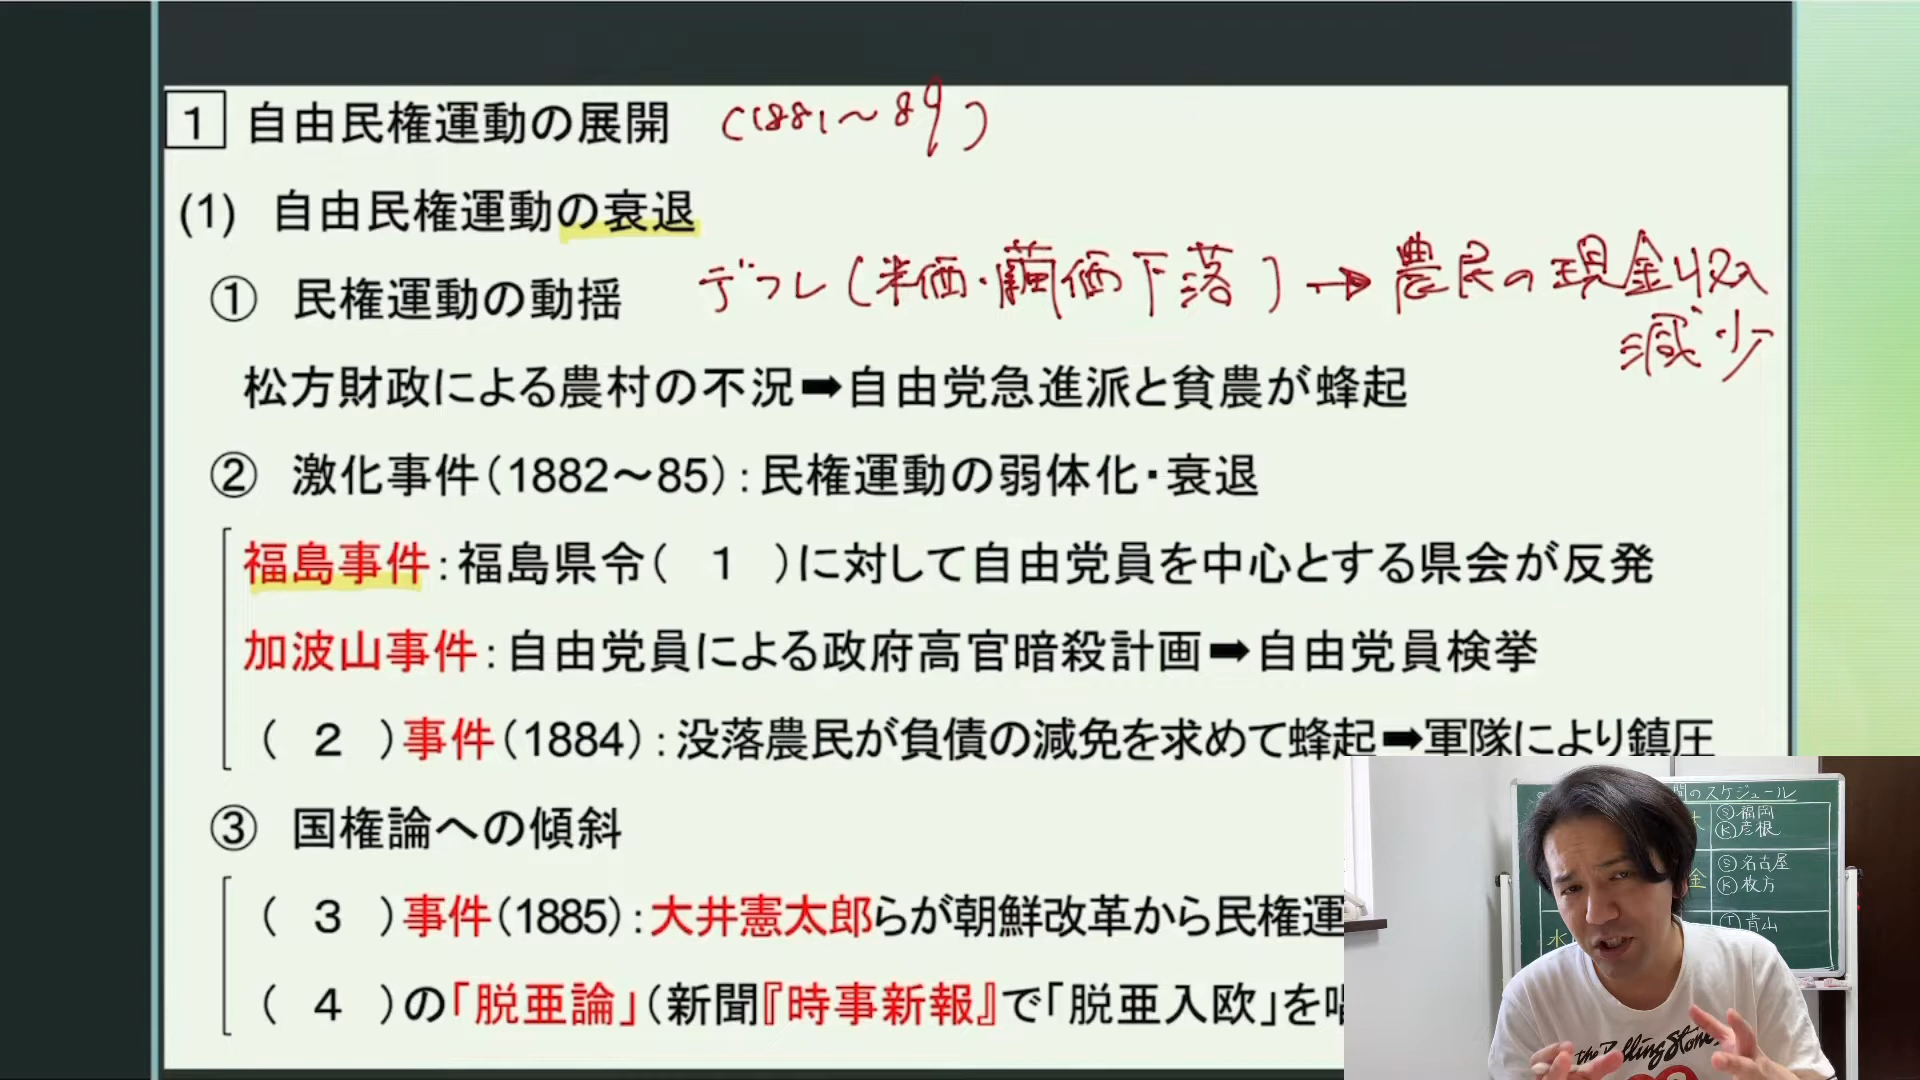 1 自由民権運動の展開 (1881〜89)
(1) 自由民権運動の衰退
① 民権運動の動揺 デフレ(米価・繭価下落)→農民の現金収入
減少
松方財政による農村の不況➡自由党急進派と貧農が蜂起
② 激化事件(1882〜85):民権運動の弱体化・衰退
福島事件:福島県令( 1 )に対して自由党員を中心とする県会が反発
加波山事件:自由党員による政府高官暗殺計画➡自由党員検挙
( 2 )事件(1884):没落農民が負債の減免を求めて蜂起➡軍隊により鎮圧
③ 国権論への傾斜
( 3 )事件(1885):大井憲太郎らが朝鮮改革から民権運
( 4 )の「脱亜論」(新聞『時事新報』で「脱亜入欧」を唱
間のスケジュール
Ⓢ福岡
Ⓚ彦根
Ⓢ名古屋
金 Ⓚ枚方
Ⓣ青山
水
the Rolling Stones